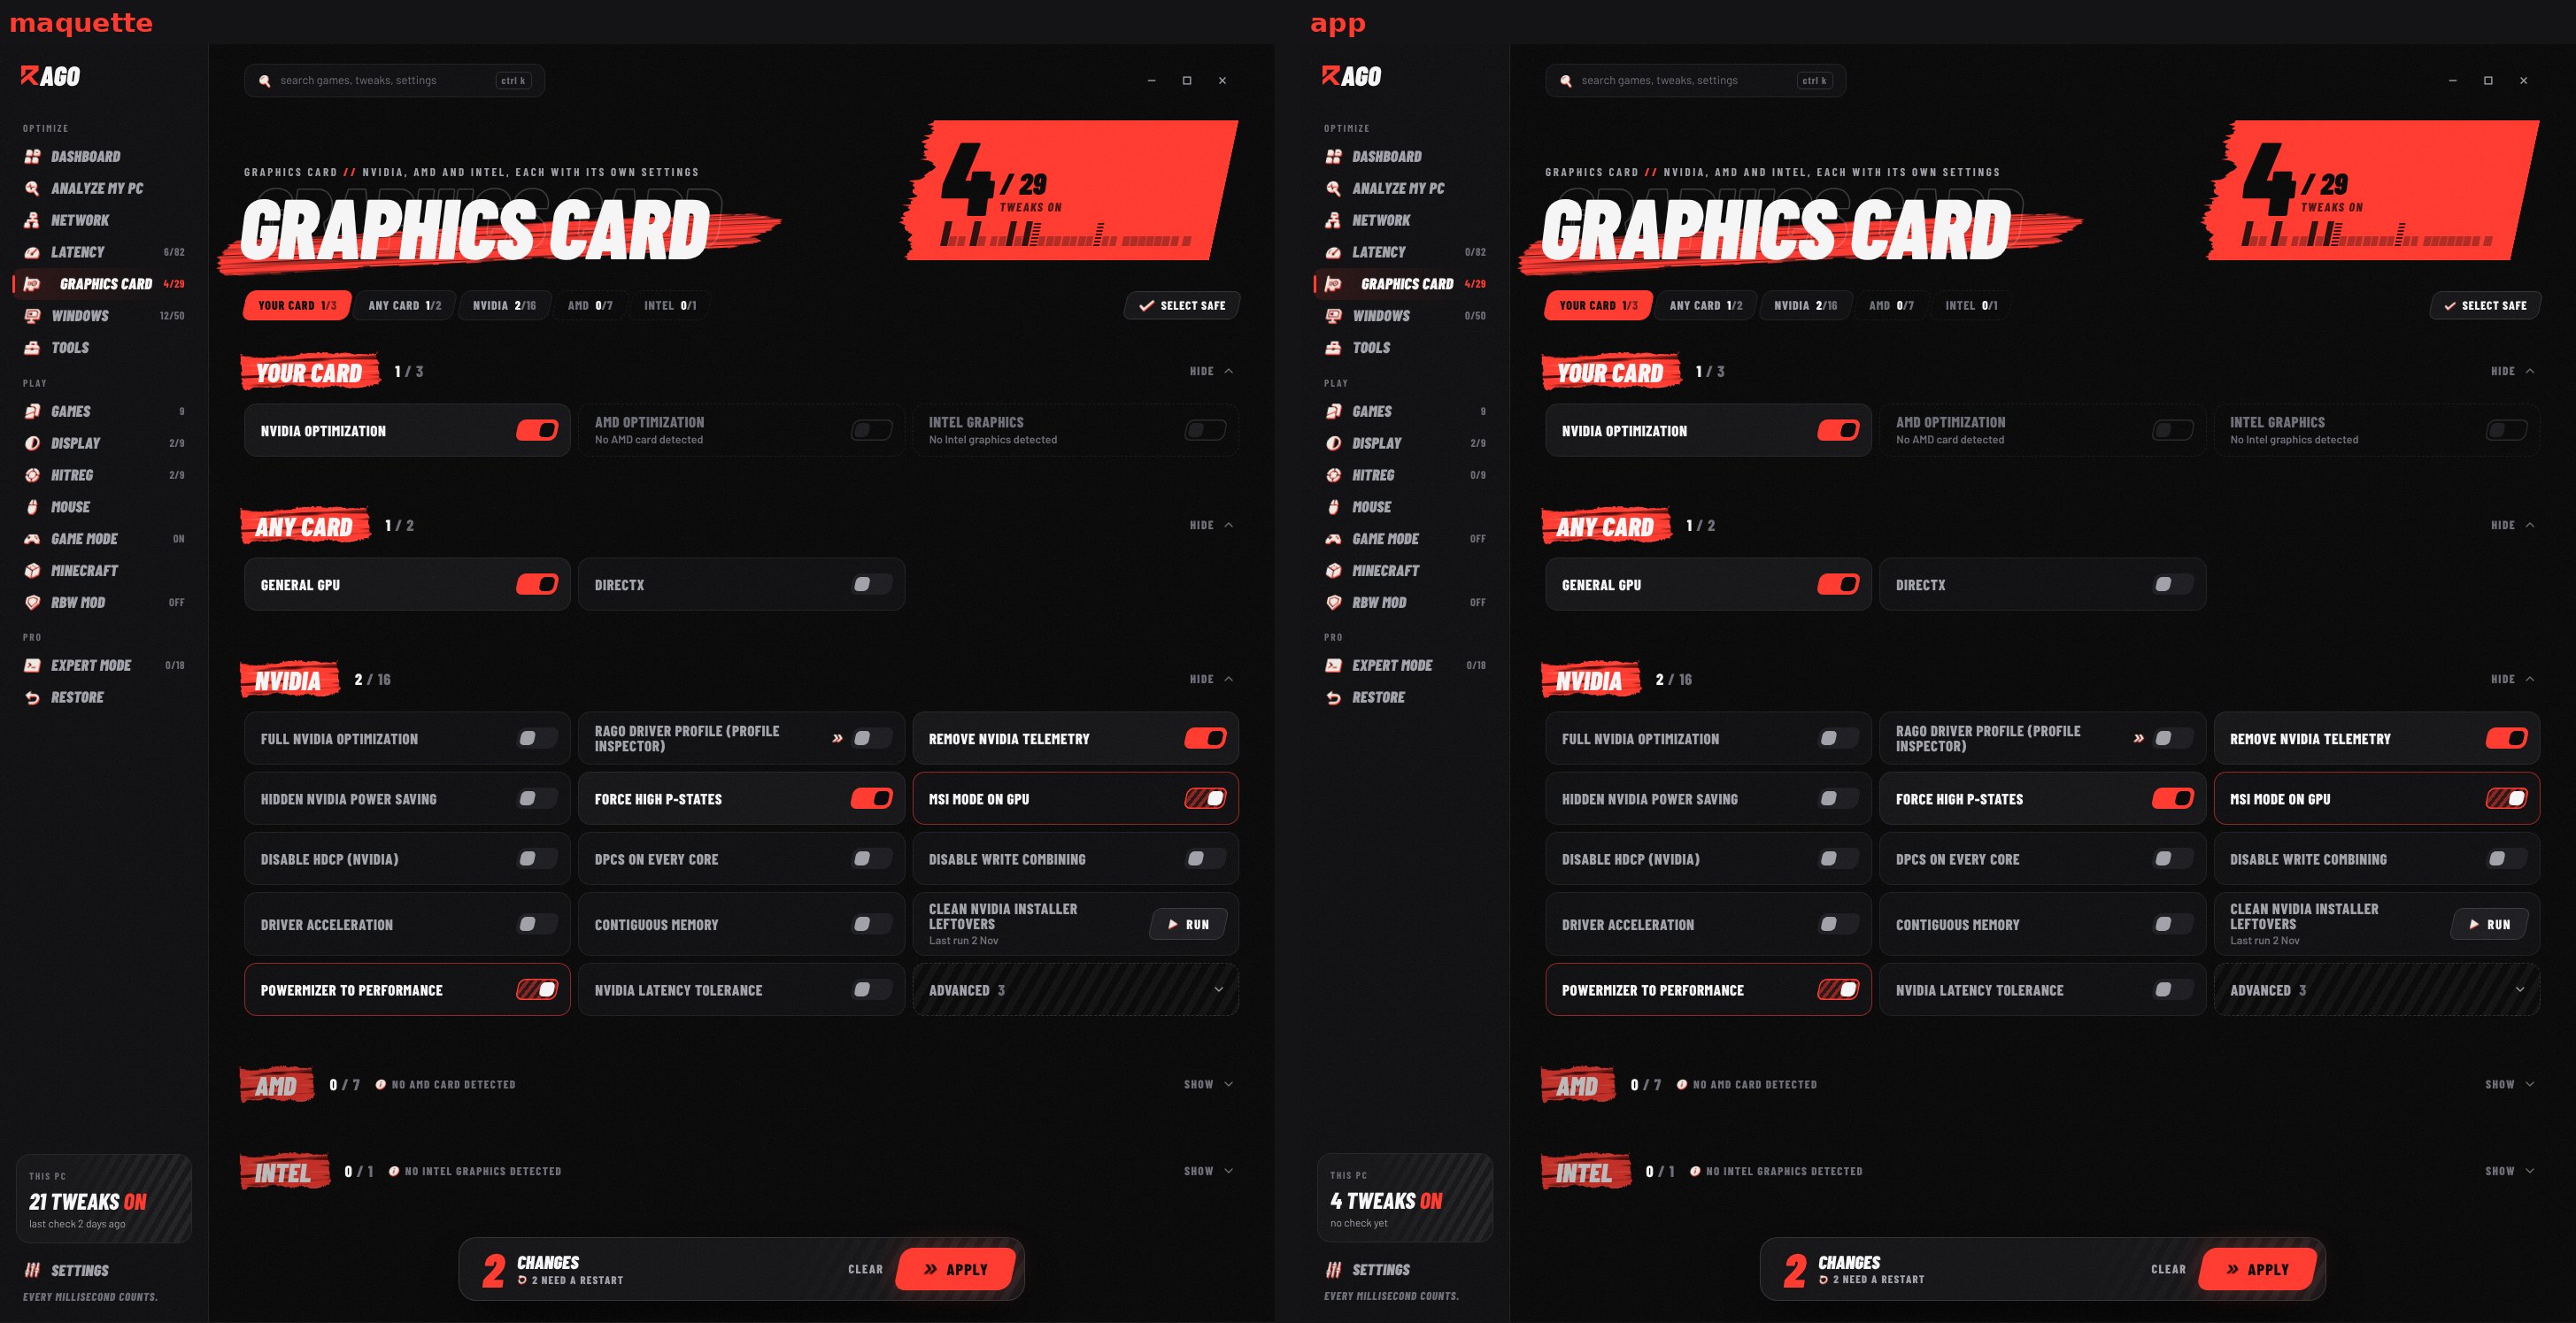 maquette
RAGO
OPTIMIZE
DASHBOARD
ANALYZE MY PC
NETWORK
LATENCY 6/82
GRAPHICS CARD 4/29
WINDOWS 12/50
TOOLS
PLAY
GAMES 9
DISPLAY 2/9
HITREG 2/9
MOUSE
GAME MODE ON
MINECRAFT
RBW MOD OFF
PRO
EXPERT MODE 0/18
RESTORE
THIS PC
21 TWEAKS ON
last check 2 days ago
SETTINGS
EVERY MILLISECOND COUNTS.
search games, tweaks, settings ctrl k
GRAPHICS CARD // NVIDIA, AMD AND INTEL, EACH WITH ITS OWN SETTINGS
GRAPHICS CARD
4 / 29
TWEAKS ON
YOUR CARD 1/3 ANY CARD 1/2 NVIDIA 2/16 AMD 0/7 INTEL 0/1 SELECT SAFE
YOUR CARD 1 / 3 HIDE
NVIDIA OPTIMIZATION
AMD OPTIMIZATION
No AMD card detected
INTEL GRAPHICS
No Intel graphics detected
ANY CARD 1 / 2 HIDE
GENERAL GPU
DIRECTX
NVIDIA 2 / 16 HIDE
FULL NVIDIA OPTIMIZATION
RAGO DRIVER PROFILE (PROFILE
INSPECTOR)
REMOVE NVIDIA TELEMETRY
HIDDEN NVIDIA POWER SAVING
FORCE HIGH P-STATES
MSI MODE ON GPU
DISABLE HDCP (NVIDIA)
DPCS ON EVERY CORE
DISABLE WRITE COMBINING
DRIVER ACCELERATION
CONTIGUOUS MEMORY
CLEAN NVIDIA INSTALLER
LEFTOVERS
Last run 2 Nov
RUN
POWERMIZER TO PERFORMANCE
NVIDIA LATENCY TOLERANCE
ADVANCED 3
AMD 0 / 7 NO AMD CARD DETECTED SHOW
INTEL 0 / 1 NO INTEL GRAPHICS DETECTED SHOW
2 CHANGES
2 NEED A RESTART
CLEAR
APPLY
app
RAGO
OPTIMIZE
DASHBOARD
ANALYZE MY PC
NETWORK
LATENCY 0/82
GRAPHICS CARD 4/29
WINDOWS 0/50
TOOLS
PLAY
GAMES 9
DISPLAY 2/9
HITREG 0/9
MOUSE
GAME MODE OFF
MINECRAFT
RBW MOD OFF
PRO
EXPERT MODE 0/18
RESTORE
THIS PC
4 TWEAKS ON
no check yet
SETTINGS
EVERY MILLISECOND COUNTS.
search games, tweaks, settings ctrl k
GRAPHICS CARD // NVIDIA, AMD AND INTEL, EACH WITH ITS OWN SETTINGS
GRAPHICS CARD
4 / 29
TWEAKS ON
YOUR CARD 1/3 ANY CARD 1/2 NVIDIA 2/16 AMD 0/7 INTEL 0/1 SELECT SAFE
YOUR CARD 1 / 3 HIDE
NVIDIA OPTIMIZATION
AMD OPTIMIZATION
No AMD card detected
INTEL GRAPHICS
No Intel graphics detected
ANY CARD 1 / 2 HIDE
GENERAL GPU
DIRECTX
NVIDIA 2 / 16 HIDE
FULL NVIDIA OPTIMIZATION
RAGO DRIVER PROFILE (PROFILE
INSPECTOR)
REMOVE NVIDIA TELEMETRY
HIDDEN NVIDIA POWER SAVING
FORCE HIGH P-STATES
MSI MODE ON GPU
DISABLE HDCP (NVIDIA)
DPCS ON EVERY CORE
DISABLE WRITE COMBINING
DRIVER ACCELERATION
CONTIGUOUS MEMORY
CLEAN NVIDIA INSTALLER
LEFTOVERS
Last run 2 Nov
RUN
POWERMIZER TO PERFORMANCE
NVIDIA LATENCY TOLERANCE
ADVANCED 3
AMD 0 / 7 NO AMD CARD DETECTED SHOW
INTEL 0 / 1 NO INTEL GRAPHICS DETECTED SHOW
2 CHANGES
2 NEED A RESTART
CLEAR
APPLY